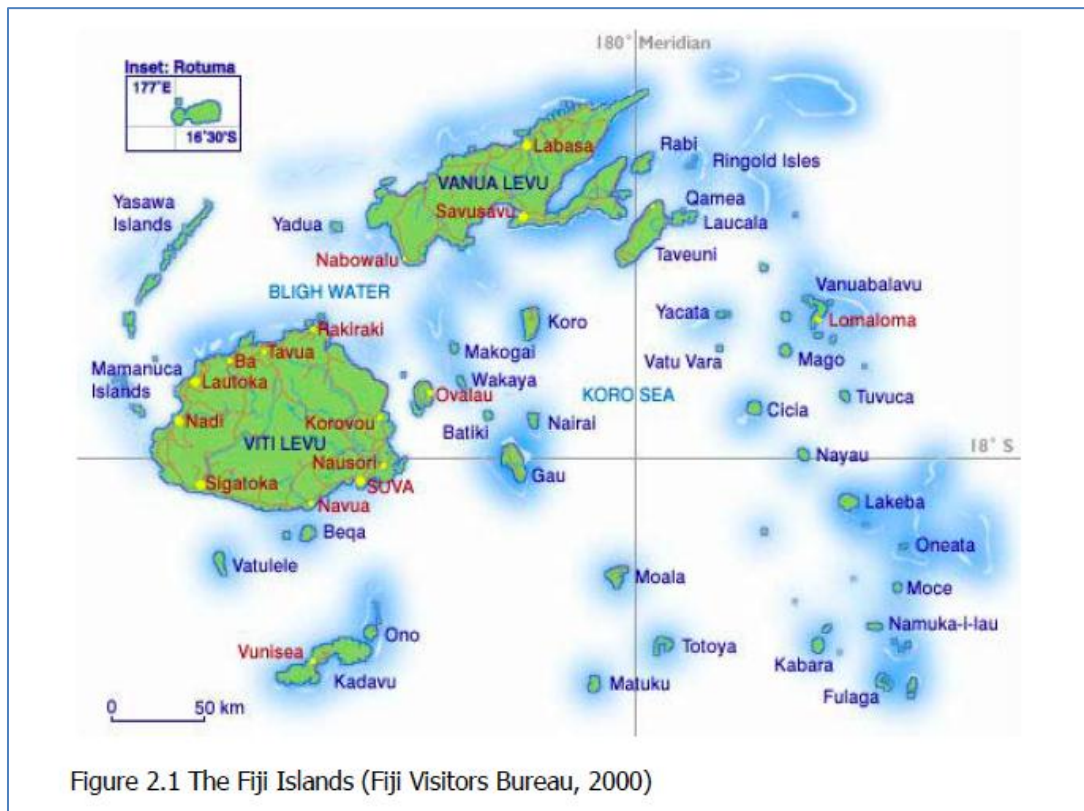 180° Meridian
Inset: Rotuma
177°E
16°30'S
Labasa
Rabi
Ringold Isles
VANUA LEVU
Yasawa
Islands
Qamea
Savusavu
Laucala
Yadua
Taveuni
Nabowalu
Vanuabalavu
BLIGH WATER
Yacata
Lomaloma
Koro
Rakiraki
Makogai
Vatu Vara
Mago
Tavua
Ba
Mamanuca
Islands
Lautoka
Wakaya
Ovalau
KORO SEA
Tuvuca
Cicia
Nadi
Korovou
Batiki
Nairai
VITI LEVU
18° S
Nausori
Nayau
Gau
Sigatoka
SUVA
Navua
Lakeba
Beqa
Oneata
Vatulele
Moala
Moce
Ono
Namuka-i-lau
Vunisea
Totoya
Kabara
Kadavu
Matuku
Fulaga
0 50 km
Figure 2.1 The Fiji Islands (Fiji Visitors Bureau, 2000)